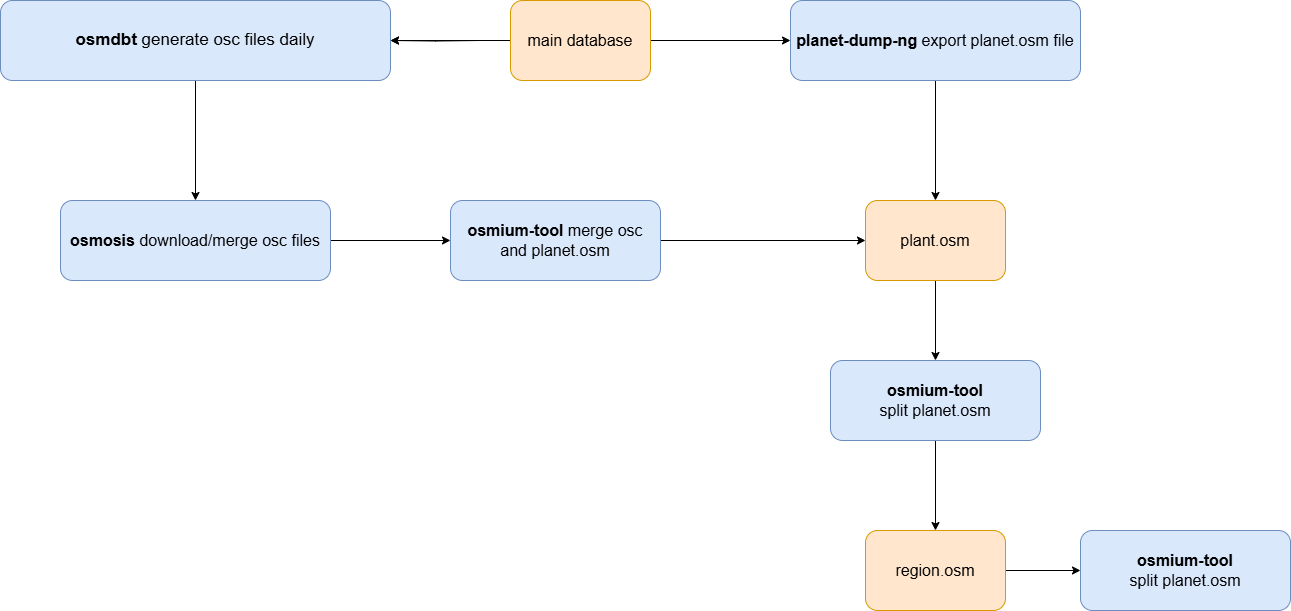 osmdbt generate osc files daily
main database
planet-dump-ng export planet.osm file
osmosis download/merge osc files
osmium-tool merge osc
and planet.osm
plant.osm
osmium-tool
split planet.osm
region.osm
osmium-tool
split planet.osm